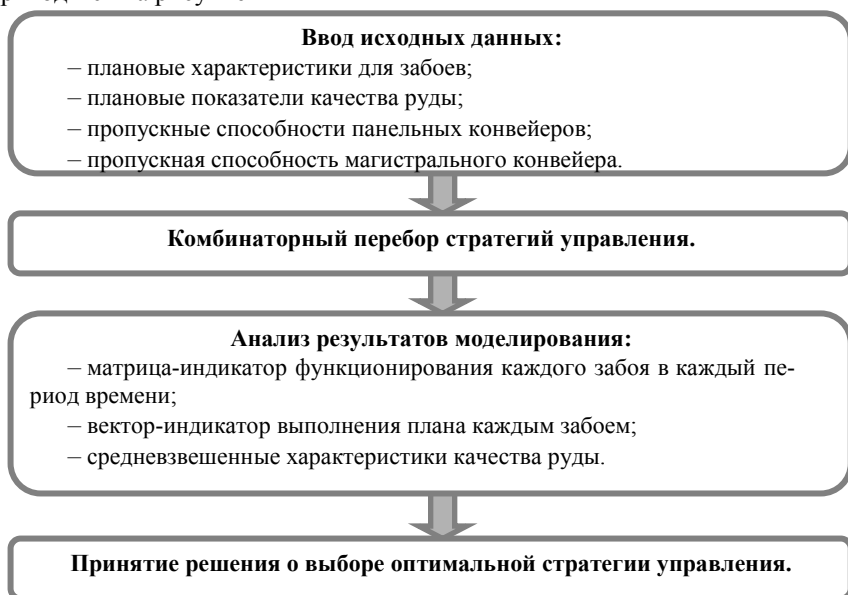 Ввод исходных данных:
– плановые характеристики для забоев;
– плановые показатели качества руды;
– пропускные способности панельных конвейеров;
– пропускная способность магистрального конвейера.
Комбинаторный перебор стратегий управления.
Анализ результатов моделирования:
– матрица-индикатор функционирования каждого забоя в каждый пе-
риод времени;
– вектор-индикатор выполнения плана каждым забоем;
– средневзвешенные характеристики качества руды.
Принятие решения о выборе оптимальной стратегии управления.